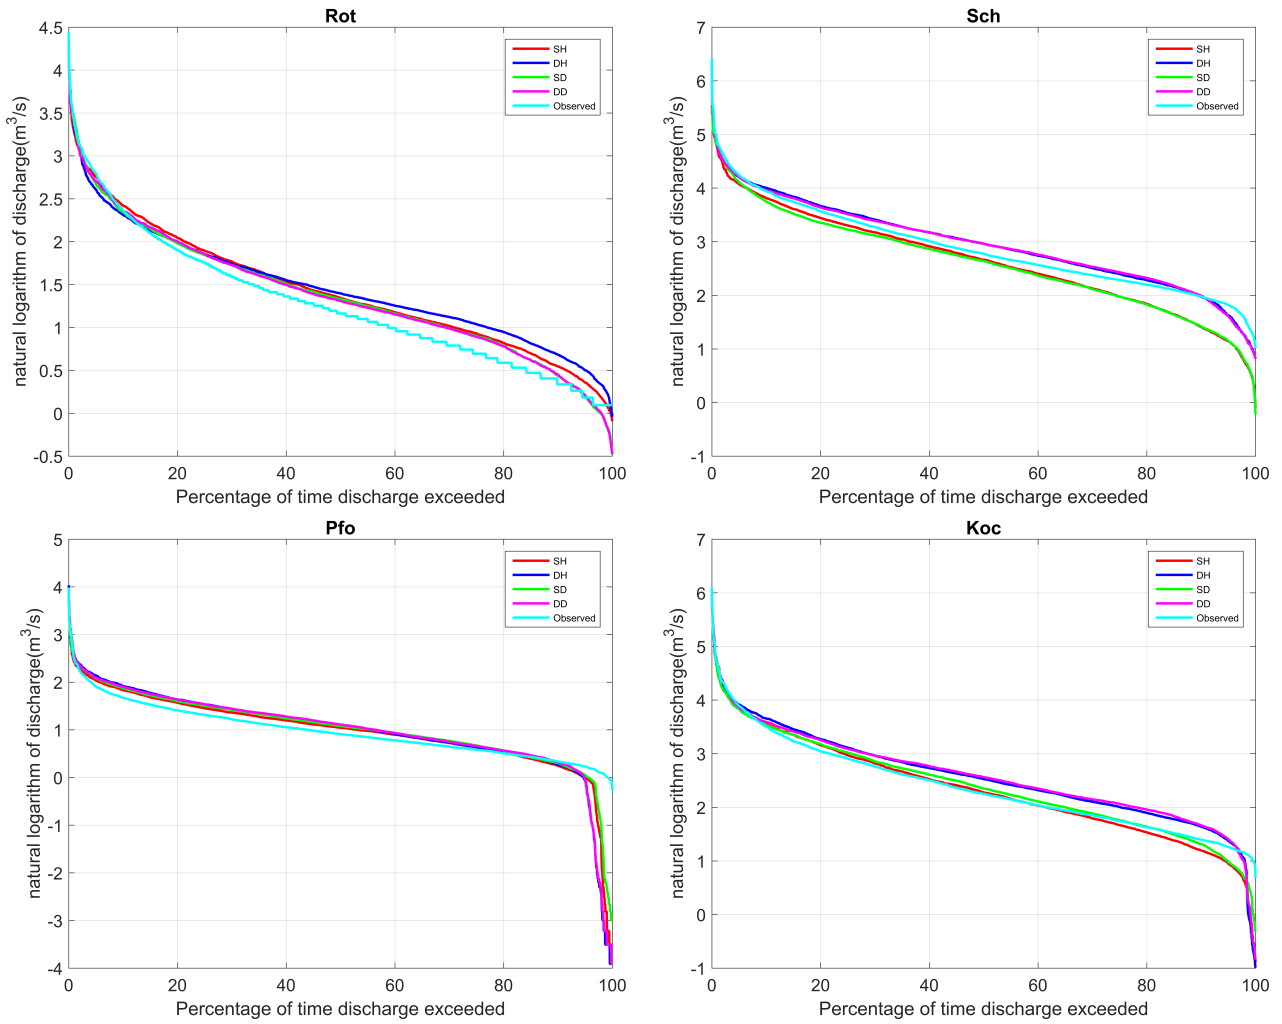 Rot
4.5
4
3.5
3
2.5
2
1.5
1
0.5
0
-0.5
0 20 40 60 80 100
natural logarithm of discharge(m³/s)
Percentage of time discharge exceeded
SH
DH
SD
DD
Observed
Sch
7
6
5
4
3
2
1
0
-1
0 20 40 60 80 100
natural logarithm of discharge(m³/s)
Percentage of time discharge exceeded
SH
DH
SD
DD
Observed
Pfo
5
4
3
2
1
0
-1
-2
-3
-4
0 20 40 60 80 100
natural logarithm of discharge(m³/s)
Percentage of time discharge exceeded
SH
DH
SD
DD
Observed
Koc
7
6
5
4
3
2
1
0
-1
0 20 40 60 80 100
natural logarithm of discharge(m³/s)
Percentage of time discharge exceeded
SH
DH
SD
DD
Observed